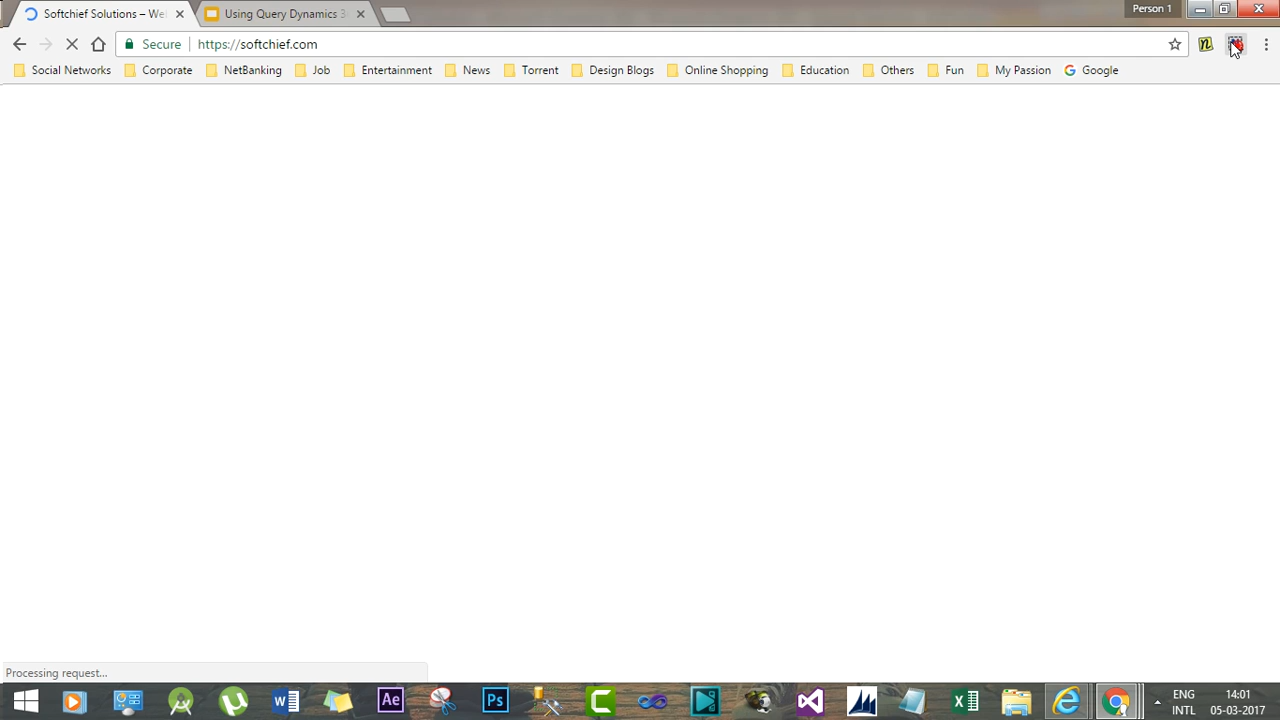 Softchief Solutions – We
Using Query Dynamics 3
Person 1
Secure
https://softchief.com
Social Networks
Corporate
NetBanking
Job
Entertainment
News
Torrent
Design Blogs
Online Shopping
Education
Others
Fun
My Passion
Google
Processing request...
Ae
Ps
ENG
INTL
14:01
05-03-2017